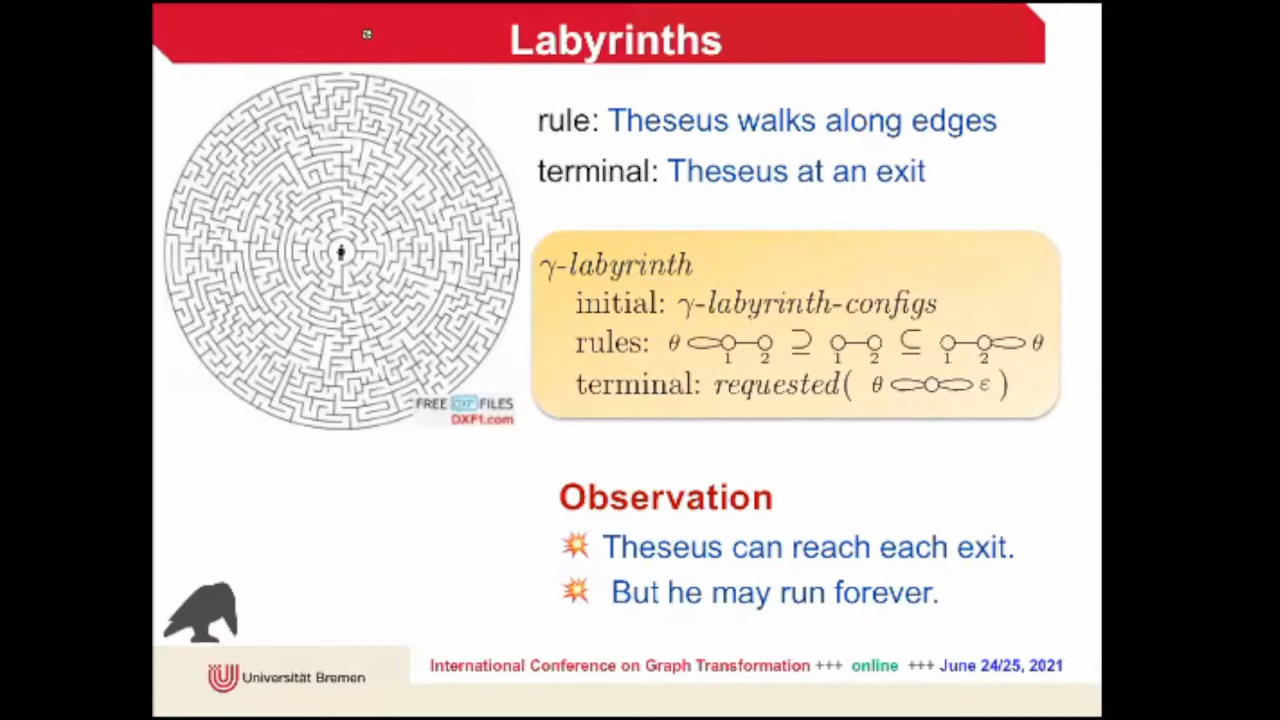 Labyrinths
rule: Theseus walks along edges
terminal: Theseus at an exit
γ-labyrinth
initial: γ-labyrinth-configs
rules: θ 1 2 ⊇ 1 2 ⊆ 1 2 θ
terminal: requested( θ ε )
FREE DXF FILES
DXF1.com
Observation
Theseus can reach each exit.
But he may run forever.
Universität Bremen
International Conference on Graph Transformation +++ online +++ June 24/25, 2021